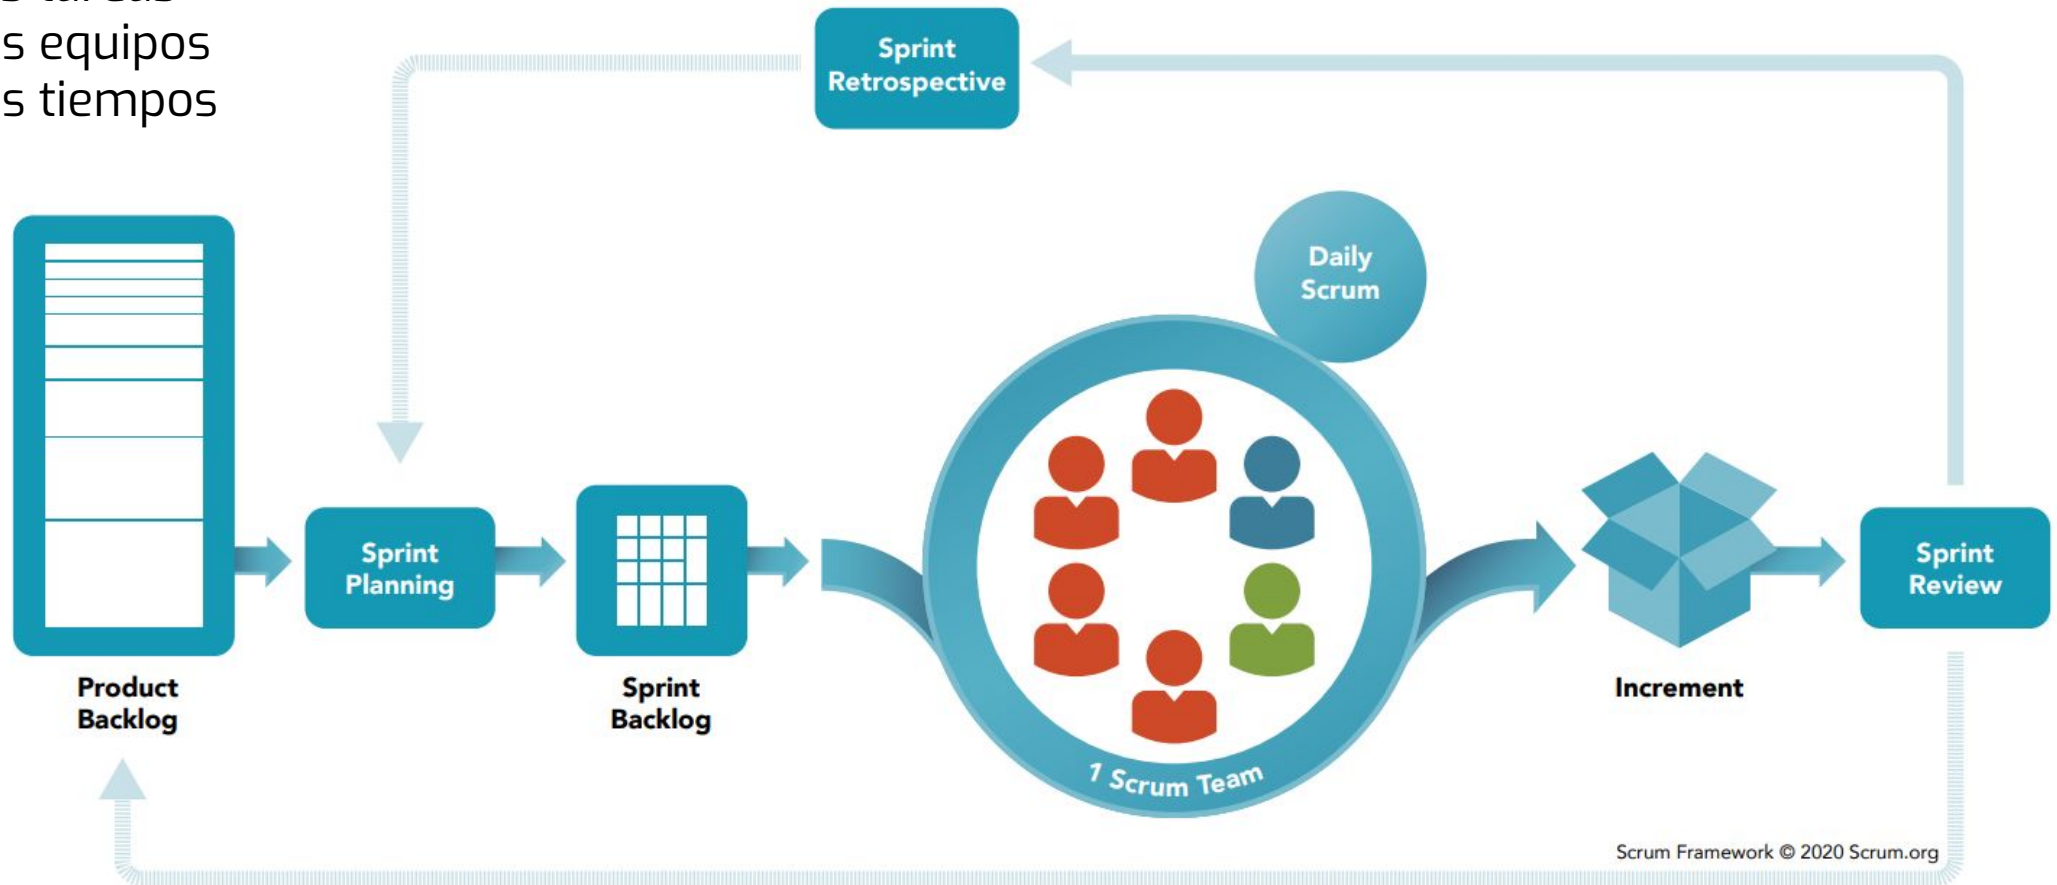 s tareas
s equipos
s tiempos
Sprint
Retrospective
Daily
Scrum
Sprint
Planning
Sprint
Review
Product
Backlog
Sprint
Backlog
Increment
1 Scrum Team
Scrum Framework © 2020 Scrum.org